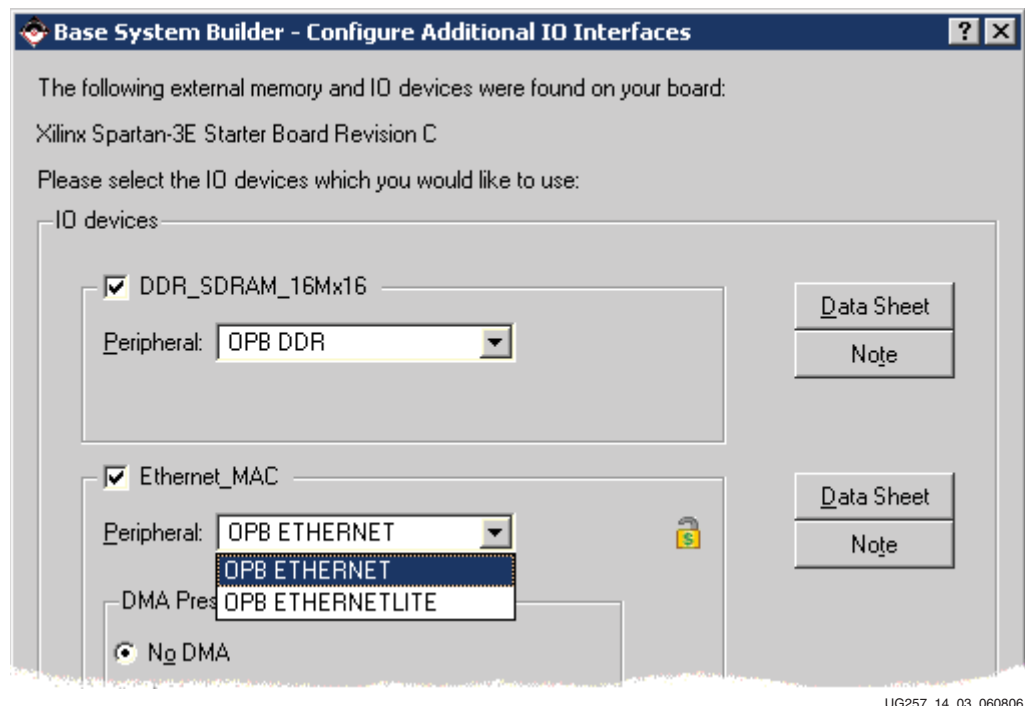 Base System Builder - Configure Additional IO Interfaces
The following external memory and IO devices were found on your board:
Xilinx Spartan-3E Starter Board Revision C
Please select the IO devices which you would like to use:
IO devices
DDR_SDRAM_16Mx16
Data Sheet
Peripheral: OPB DDR
Note
Ethernet_MAC
Data Sheet
Peripheral: OPB ETHERNET
Note
OPB ETHERNET
DMA Pres OPB ETHERNETLITE
No DMA
UG257_14_03_060806